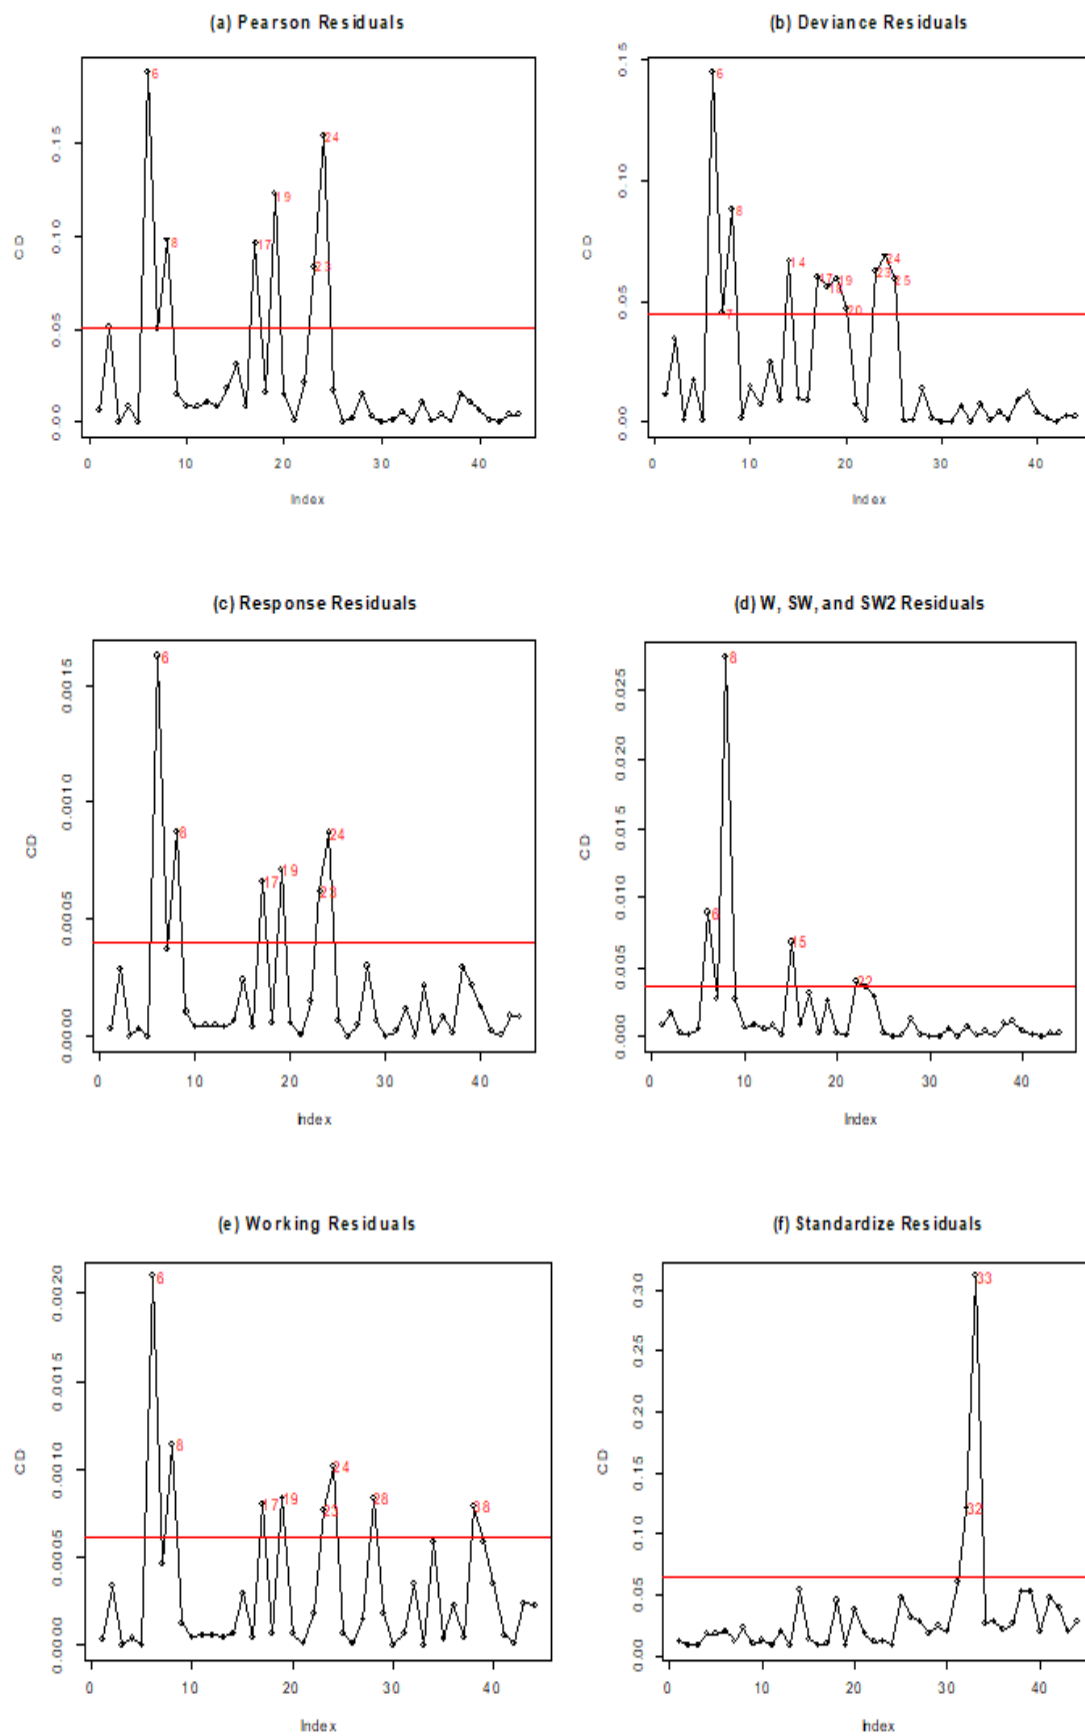 (a) Pearson Residuals
6
8
17
19
23
24
CD
0.00 0.05 0.10 0.15
0 10 20 30 40
Index
(b) Deviance Residuals
6
7
8
14
17
18
19
20
23
24
25
CD
0.00 0.05 0.10 0.15
0 10 20 30 40
Index
(c) Response Residuals
6
8
17
19
23
24
CD
0.0000 0.0005 0.0010 0.0015
0 10 20 30 40
Index
(d) W, SW, and SW2 Residuals
6
8
15
22
CD
0.000 0.005 0.010 0.015 0.020 0.025
0 10 20 30 40
Index
(e) Working Residuals
6
8
17
19
23
24
28
38
CD
0.0000 0.0005 0.0010 0.0015 0.0020
0 10 20 30 40
Index
(f) Standardize Residuals
33
32
CD
0.00 0.05 0.10 0.15 0.20 0.25 0.30
0 10 20 30 40
Index